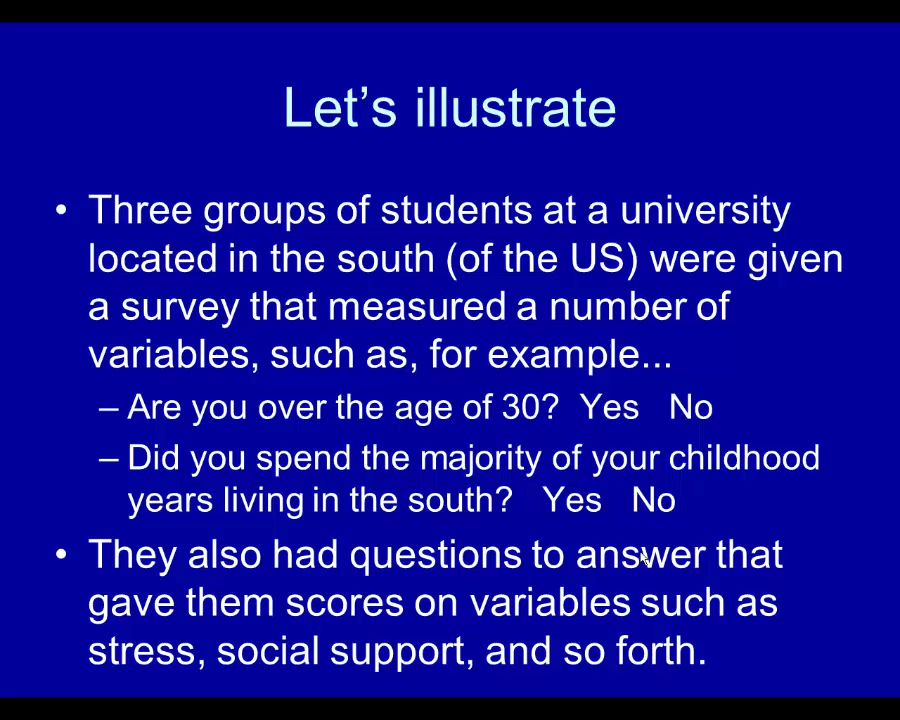 Let's illustrate
• Three groups of students at a university
located in the south (of the US) were given
a survey that measured a number of
variables, such as, for example...
– Are you over the age of 30?  Yes   No
– Did you spend the majority of your childhood
years living in the south?   Yes   No
• They also had questions to answer that
gave them scores on variables such as
stress, social support, and so forth.